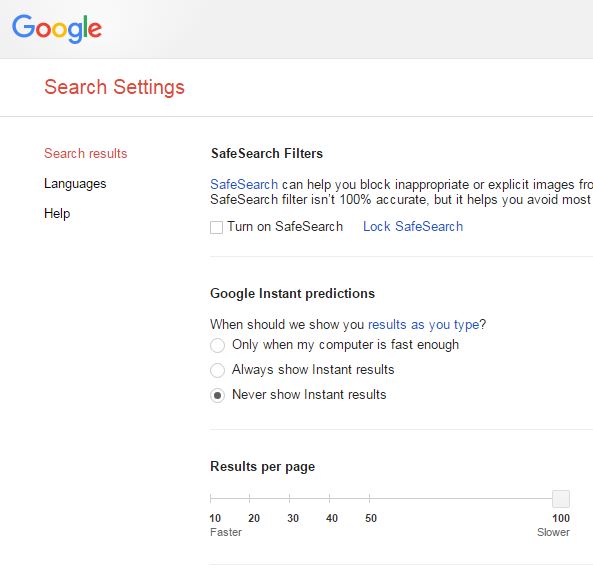 Google
Search Settings
Search results
Languages
Help
SafeSearch Filters
SafeSearch can help you block inappropriate or explicit images
SafeSearch filter isn't 100% accurate, but it helps you avoid most
Turn on SafeSearch Lock SafeSearch
Google Instant predictions
When should we show you results as you type?
Only when my computer is fast enough
Always show Instant results
Never show Instant results
Results per page
10 20 30 40 50 100
Faster Slower